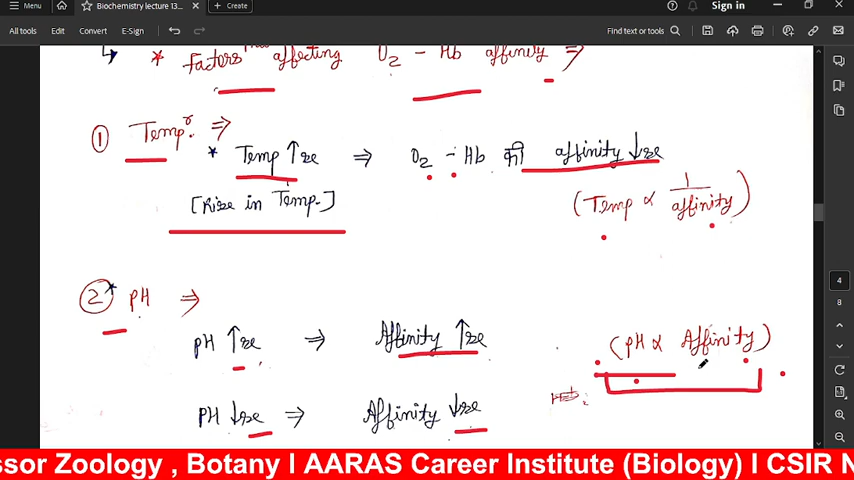 Menu
Biochemistry lecture 13...
+ Create
Sign in
All tools Edit Convert E-Sign
Find text or tools
* Factors affecting O2 - Hb affinity ⇒
① Tempr. ⇒
* Temp ↑se ⇒ O2 - Hb की affinity ↓se
[Rise in Temp.]
(Temp ∝ 1/affinity)
②* pH ⇒
pH ↑se ⇒ Affinity ↑se
(pH ∝ Affinity)
PH ↓se ⇒ Affinity ↓se
4
8
ssor Zoology , Botany I AARAS Career Institute (Biology) I CSIR N